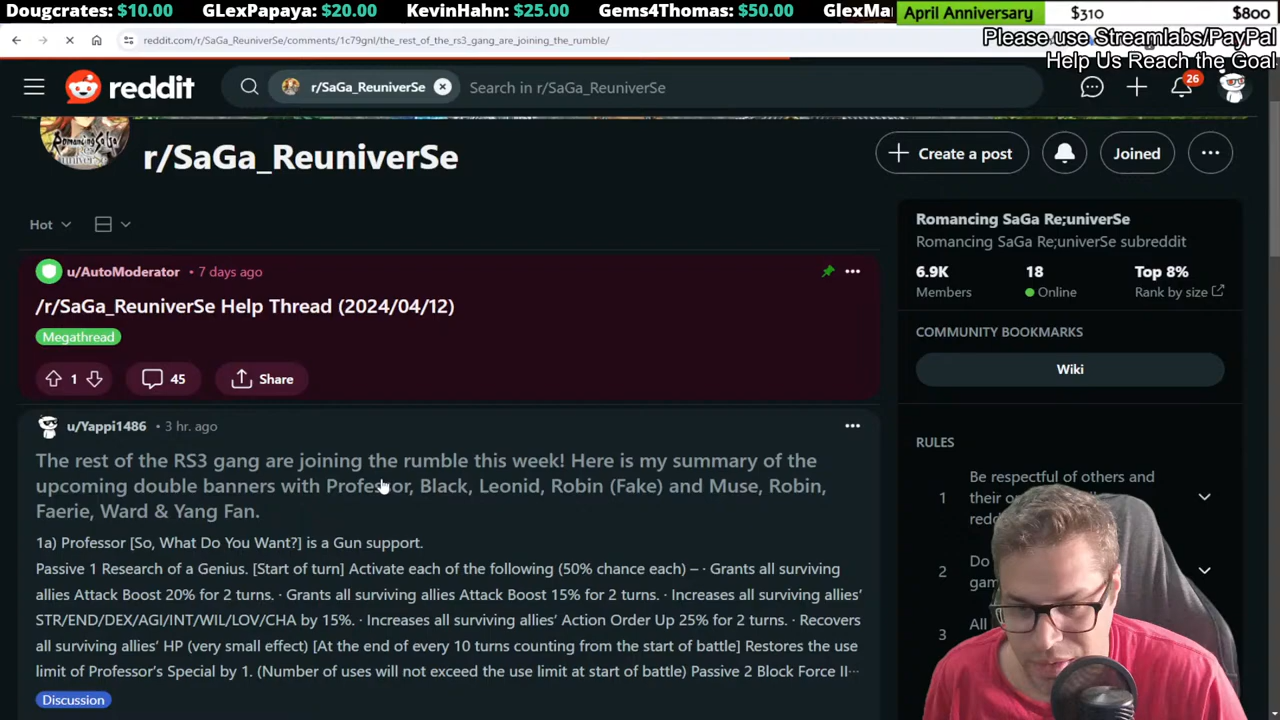 Dougcrates: $10.00 GLexPapaya: $20.00 KevinHahn: $25.00 Gems4Thomas: $50.00 GlexMa
April Anniversary $310 $800
Please use Streamlabs/PayPal
Help Us Reach the Goal
reddit.com/r/SaGa_ReuniverSe/comments/1c79gnl/the_rest_of_the_rs3_gang_are_joining_the_rumble/
reddit
r/SaGa_ReuniverSe
Search in r/SaGa_ReuniverSe
26
r/SaGa_ReuniverSe
Create a post
Joined
Hot
u/AutoModerator • 7 days ago
/r/SaGa_ReuniverSe Help Thread (2024/04/12)
Megathread
1
45
Share
u/Yappi1486 • 3 hr. ago
The rest of the RS3 gang are joining the rumble this week! Here is my summary of the
upcoming double banners with Professor, Black, Leonid, Robin (Fake) and Muse, Robin,
Faerie, Ward & Yang Fan.
1a) Professor [So, What Do You Want?] is a Gun support.
Passive 1 Research of a Genius. [Start of turn] Activate each of the following (50% chance each) – · Grants all surviving
allies Attack Boost 20% for 2 turns. · Grants all surviving allies Attack Boost 15% for 2 turns. · Increases all surviving allies'
STR/END/DEX/AGI/INT/WIL/LOV/CHA by 15%. · Increases all surviving allies' Action Order Up 25% for 2 turns. · Recovers
all surviving allies' HP (very small effect) [At the end of every 10 turns counting from the start of battle] Restores the use
limit of Professor's Special by 1. (Number of uses will not exceed the use limit at start of battle) Passive 2 Block Force II···
Discussion
Romancing SaGa Re;univerSe
Romancing SaGa Re;univerSe subreddit
6.9K
18
Top 8%
Members
Online
Rank by size
COMMUNITY BOOKMARKS
Wiki
RULES
1
Be respectful of others and
their
redd
2
Do
gam
3
All